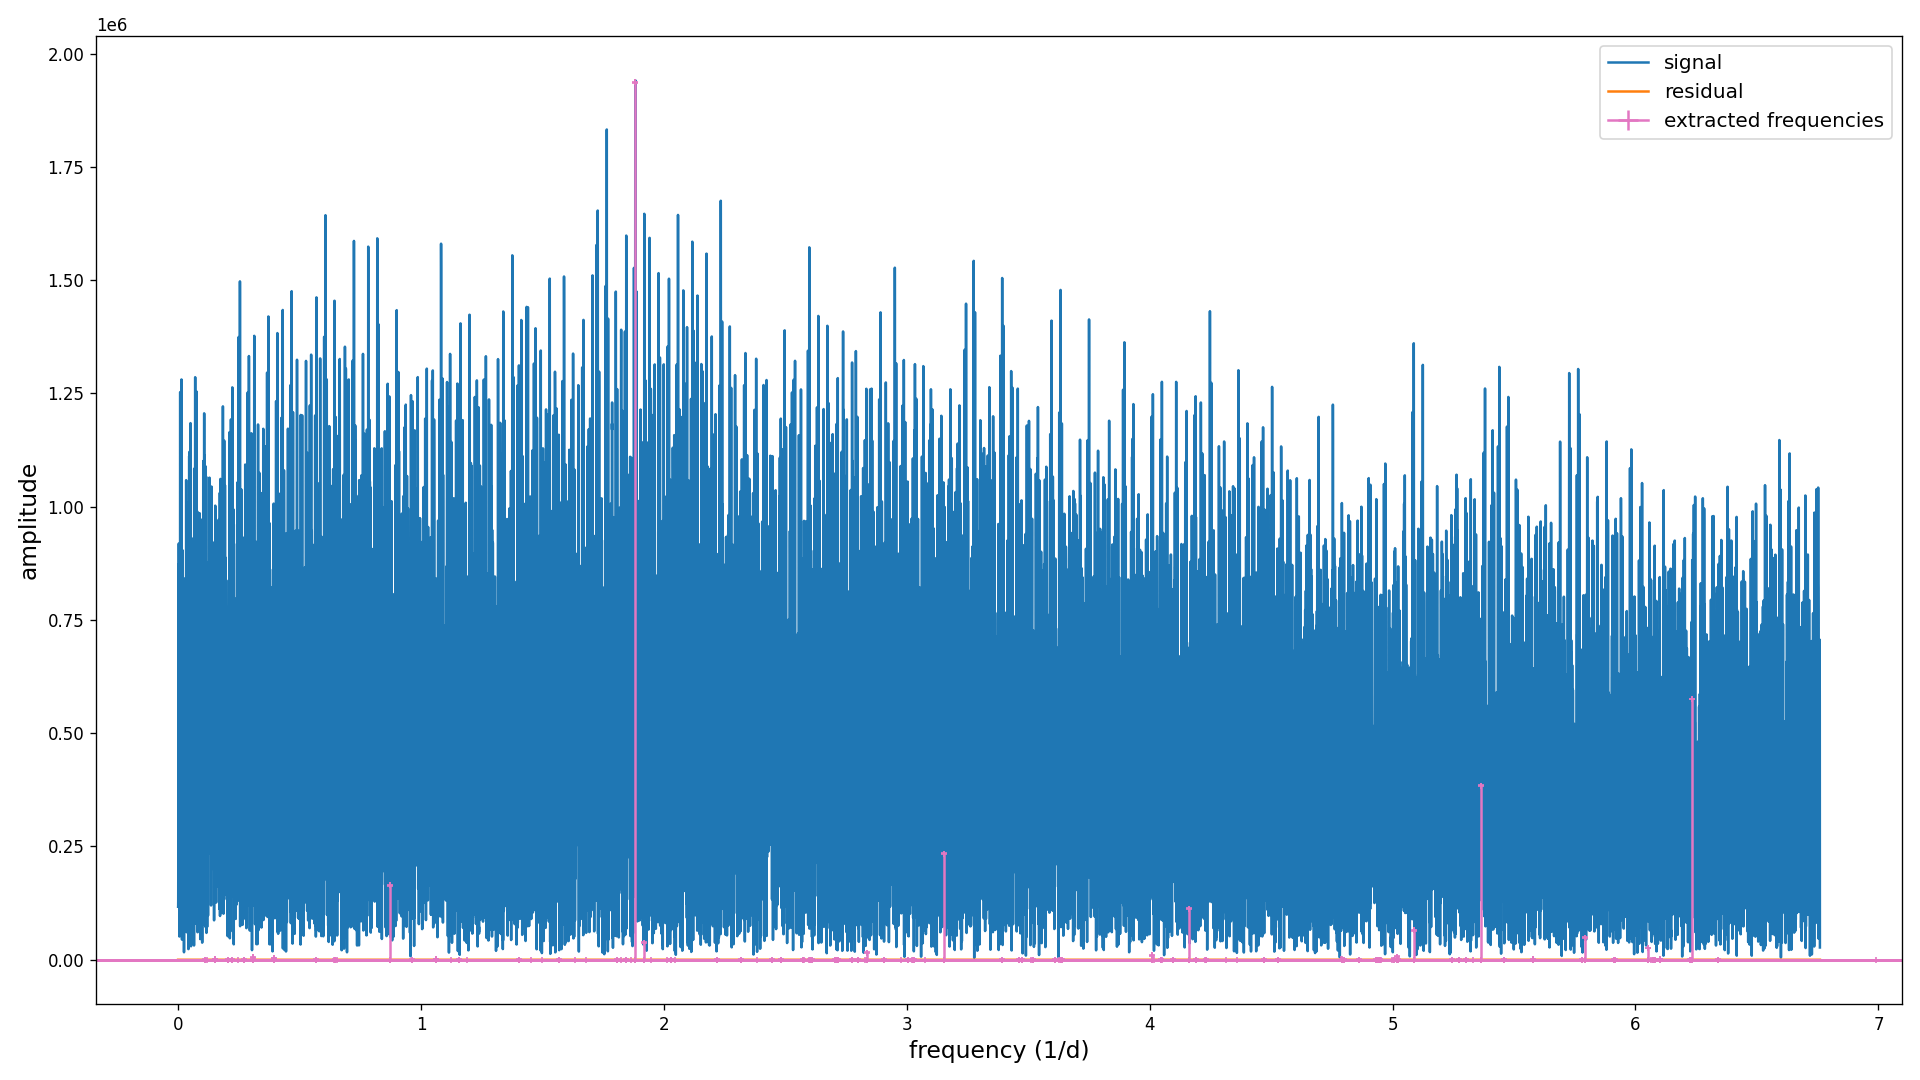 1e6
2.00
1.75
1.50
1.25
1.00
0.75
0.50
0.25
0.00
amplitude
signal
residual
extracted frequencies
0 1 2 3 4 5 6 7
frequency (1/d)